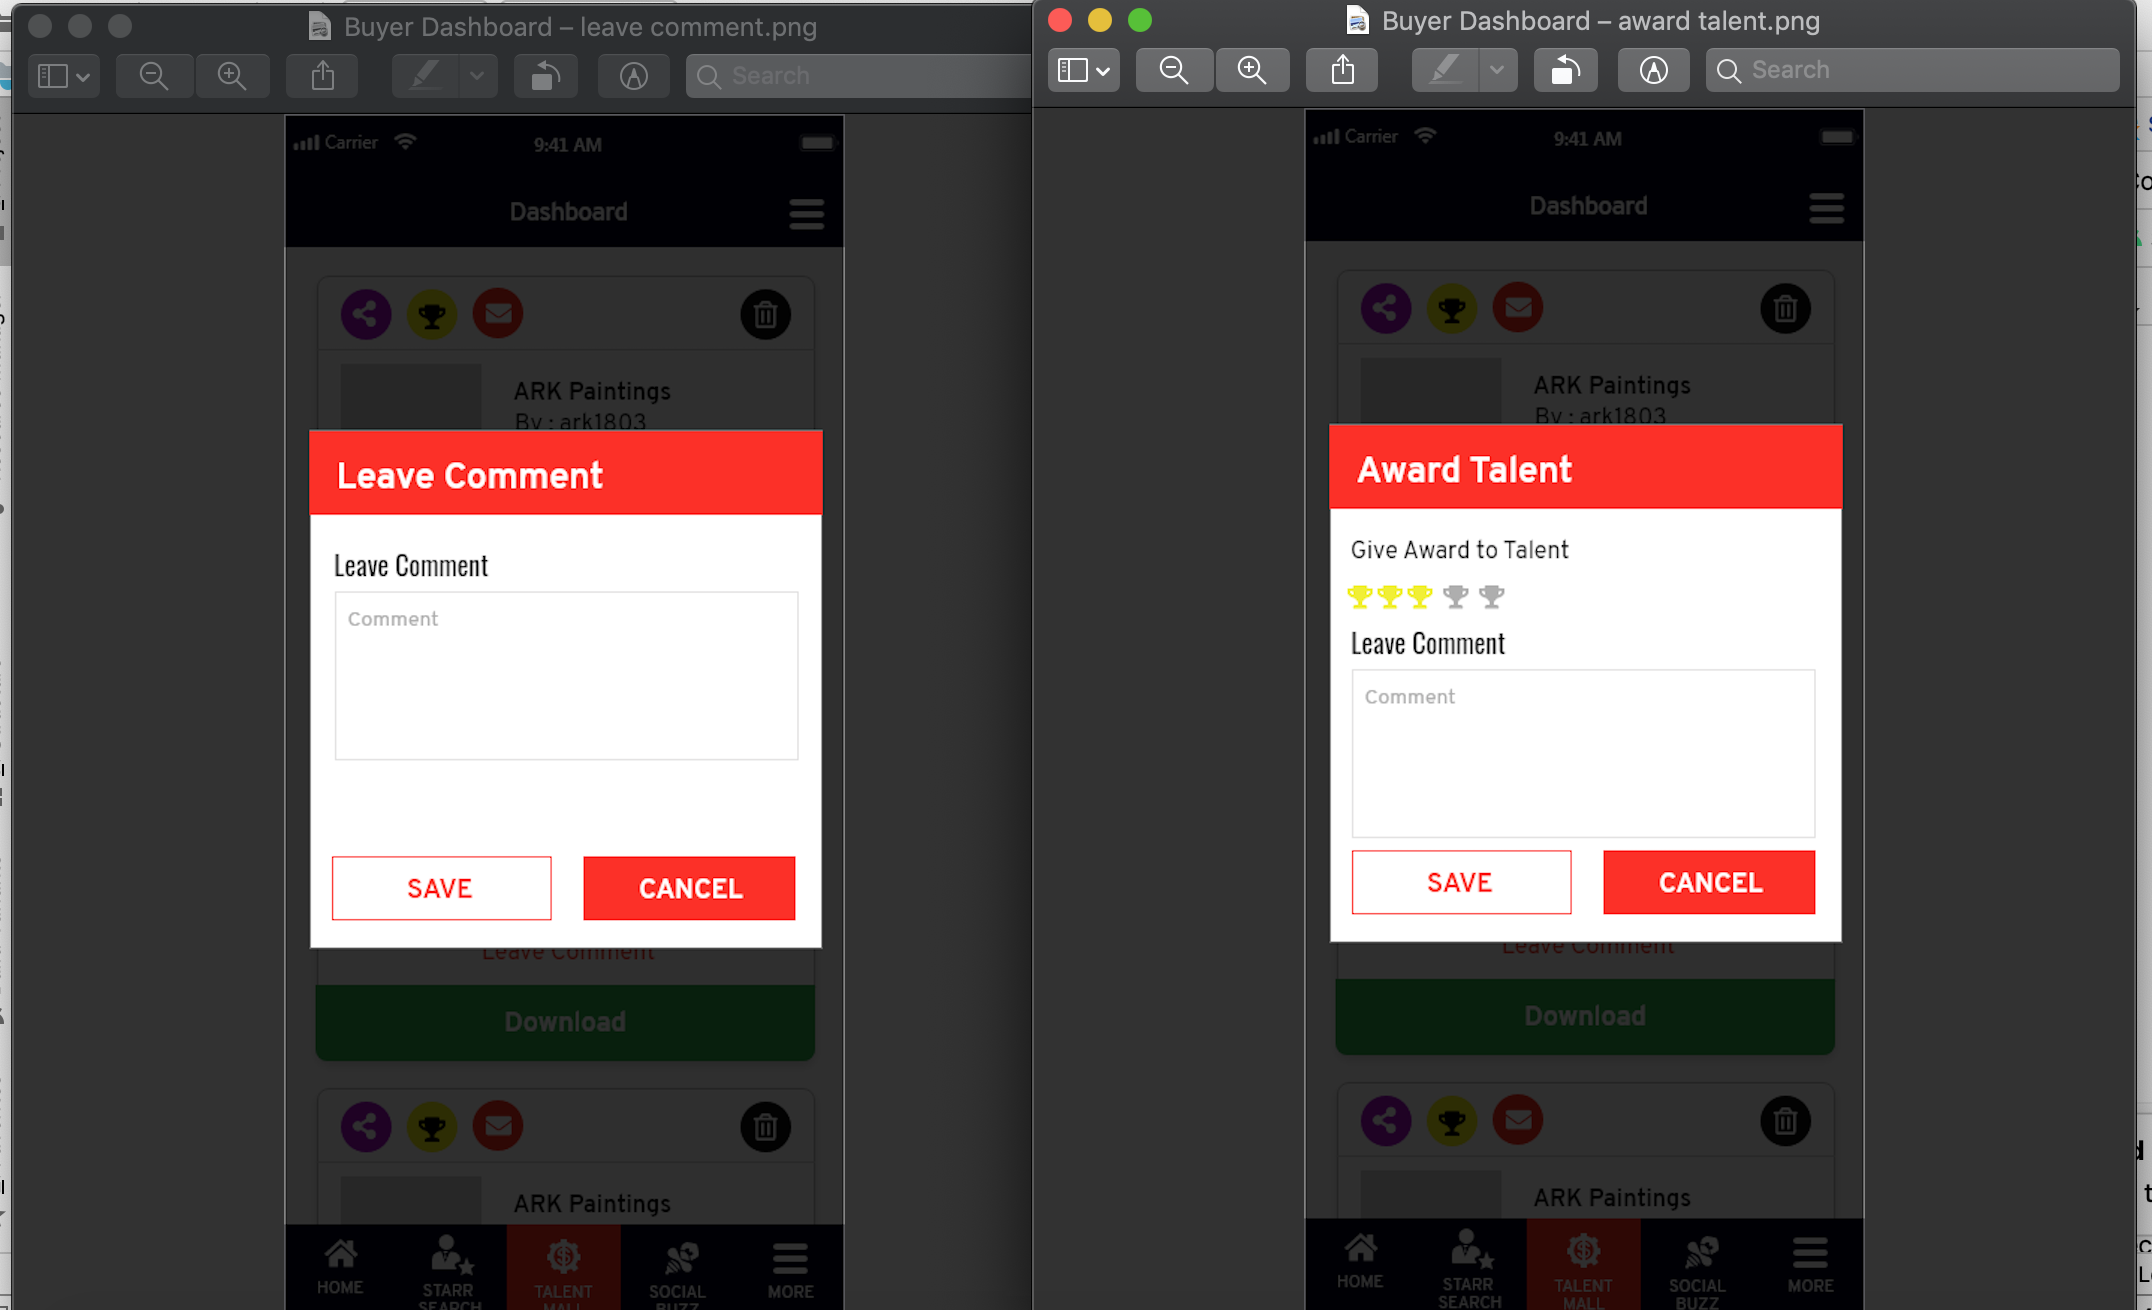 Buyer Dashboard – leave comment.png
Search
Carrier
9:41 AM
Dashboard
ARK Paintings
By : ark1803
Leave Comment
Leave Comment
Comment
SAVE
CANCEL
Leave Comment
Download
ARK Paintings
HOME
STARR
SEARCH
TALENT
MALL
SOCIAL
BUZZ
MORE
Buyer Dashboard – award talent.png
Search
Carrier
9:41 AM
Dashboard
ARK Paintings
By : ark1803
Award Talent
Give Award to Talent
Leave Comment
Comment
SAVE
CANCEL
Leave Comment
Download
ARK Paintings
HOME
STARR
SEARCH
TALENT
MALL
SOCIAL
BUZZ
MORE